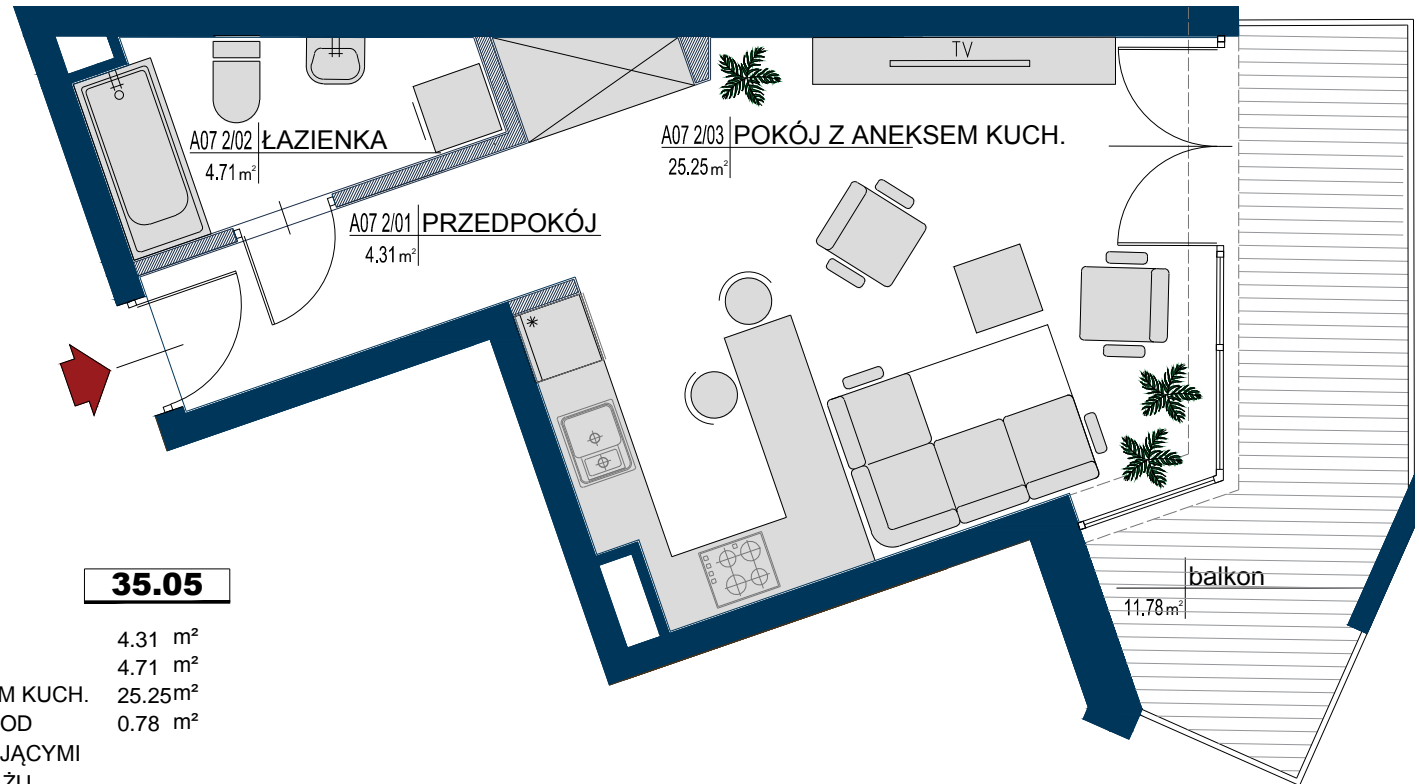 TV
A07 2/02 ŁAZIENKA
4.71 m²
A07 2/03 POKÓJ Z ANEKSEM KUCH.
25.25 m²
A07 2/01 PRZEDPOKÓJ
4.31 m²
balkon
11.78 m²
35.05
4.31 m²
4.71 m²
M KUCH. 25.25 m²
OD 0.78 m²
JĄCYMI